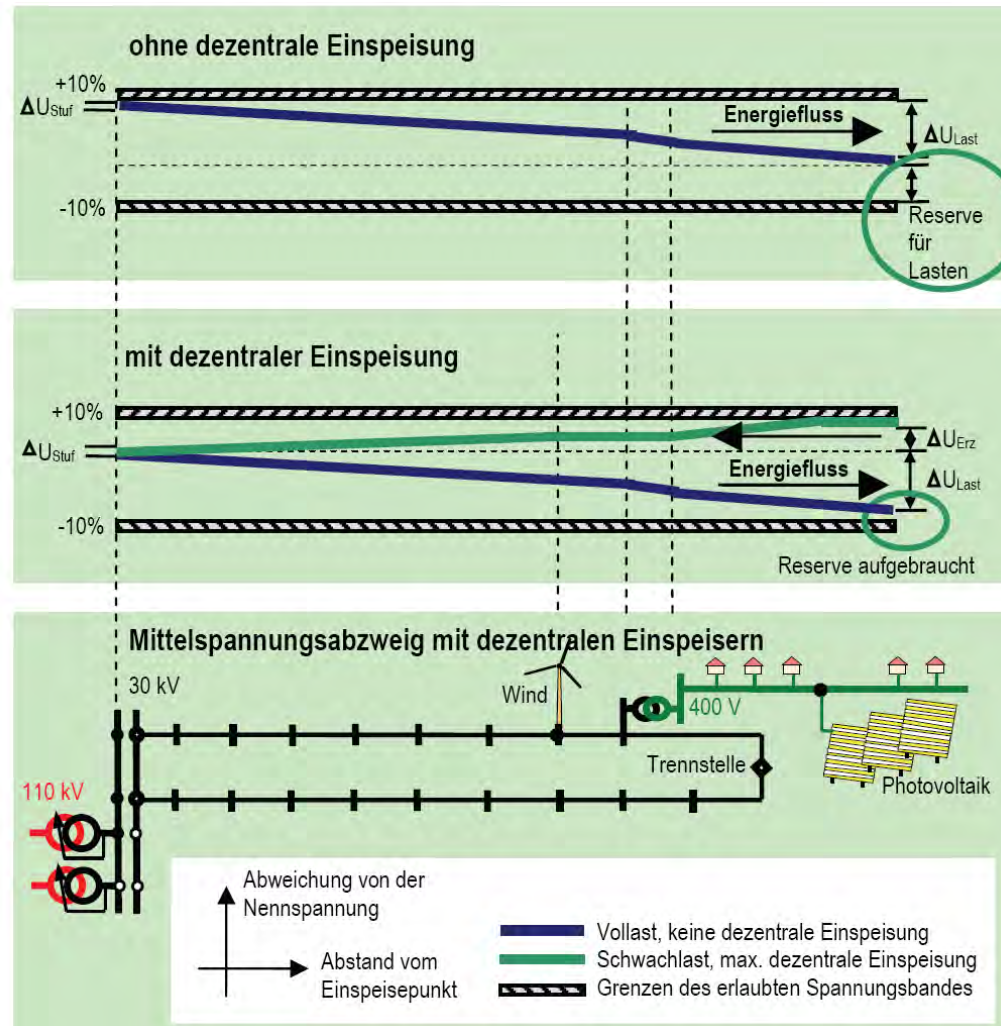 ohne dezentrale Einspeisung
+10%
ΔUStuf
Energiefluss
ΔULast
-10%
Reserve
für
Lasten
mit dezentraler Einspeisung
+10%
ΔUStuf
ΔUErz
Energiefluss
ΔULast
-10%
Reserve aufgebraucht
Mittelspannungsabzweig mit dezentralen Einspeisern
30 kV
Wind
400 V
Trennstelle
Photovoltaik
110 kV
Abweichung von der
Nennspannung
Abstand vom
Einspeisepunkt
Vollast, keine dezentrale Einspeisung
Schwachlast, max. dezentrale Einspeisung
Grenzen des erlaubten Spannungsbandes